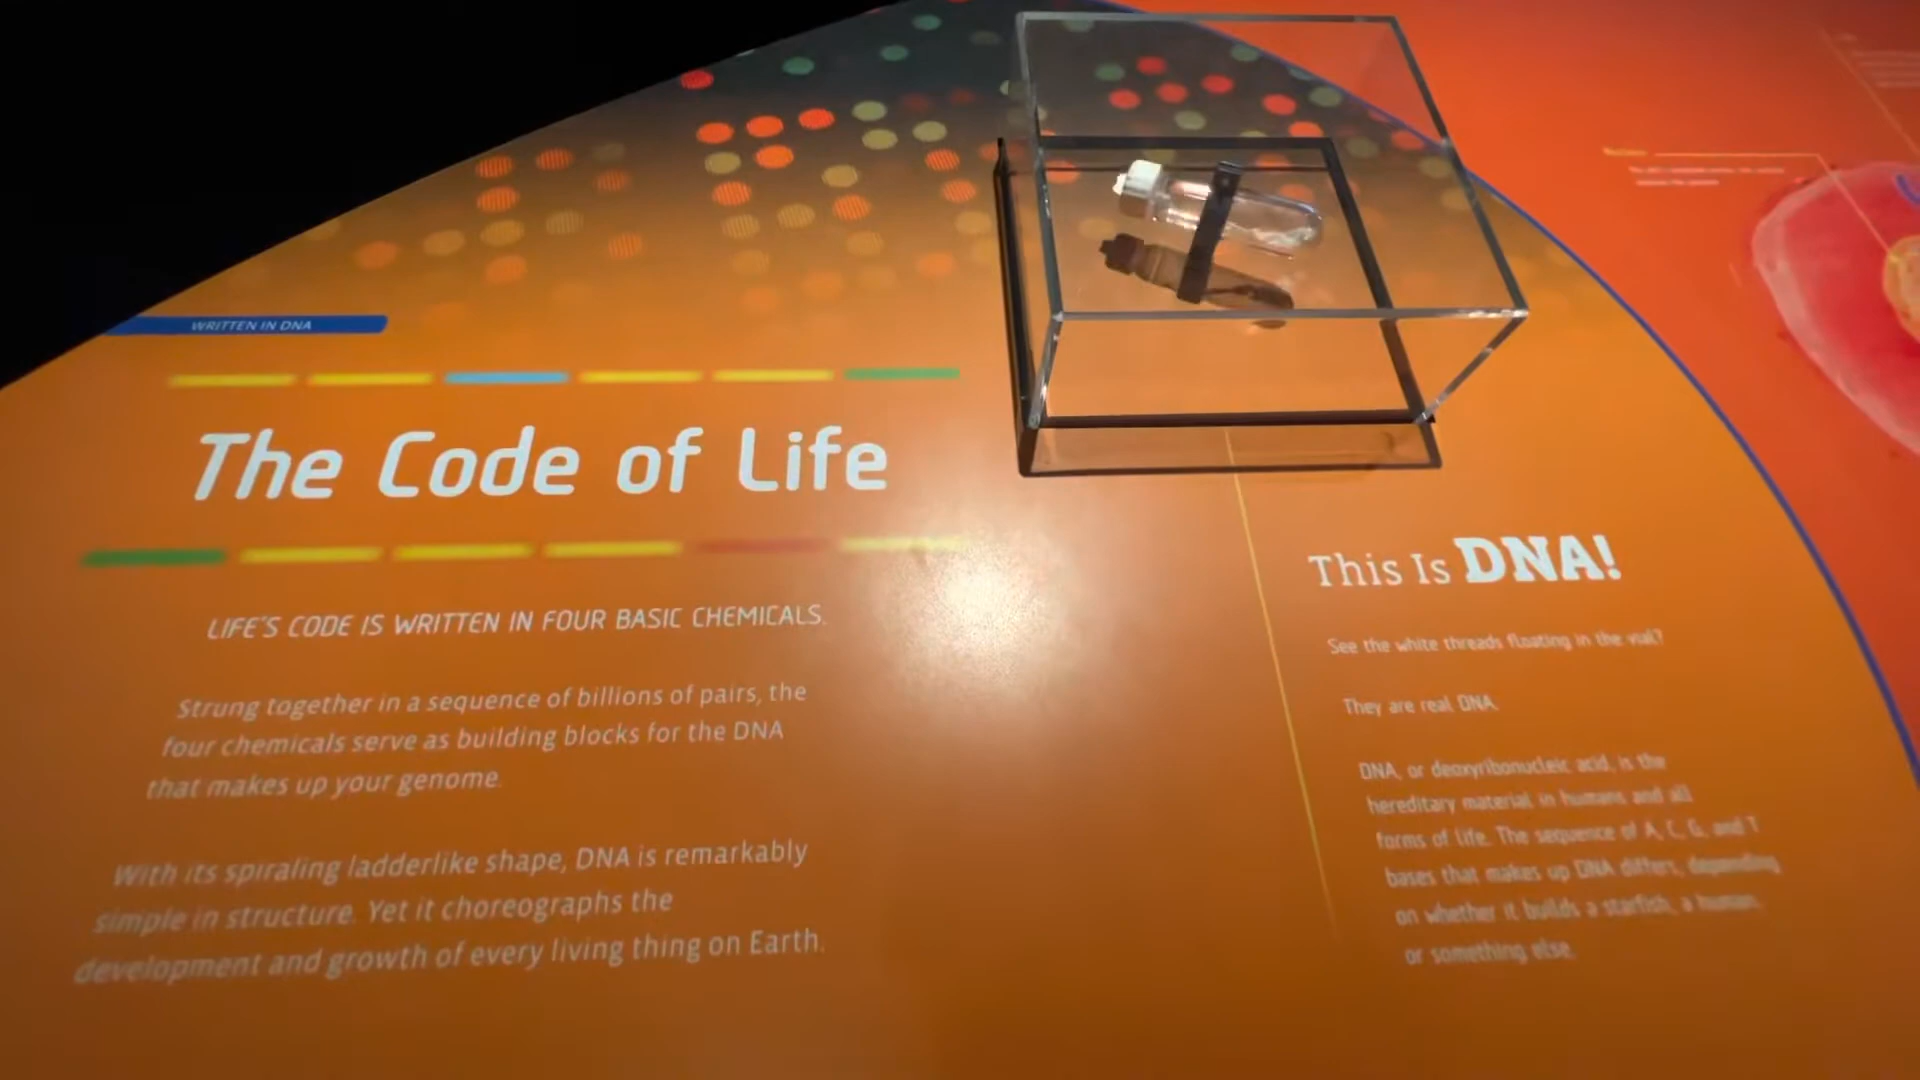 WRITTEN IN DNA
The Code of Life
LIFE'S CODE IS WRITTEN IN FOUR BASIC CHEMICALS.
Strung together in a sequence of billions of pairs, the
four chemicals serve as building blocks for the DNA
that makes up your genome.
With its spiraling ladderlike shape, DNA is remarkably
simple in structure. Yet it choreographs the
development and growth of every living thing on Earth.
This Is DNA!
See the white threads floating in the vial?
They are real DNA.
DNA, or deoxyribonucleic acid, is the
hereditary material in humans and all
forms of life. The sequence of A, C, G, and T
bases that makes up DNA differs, depending
on whether it builds a starfish, a human,
or something else.